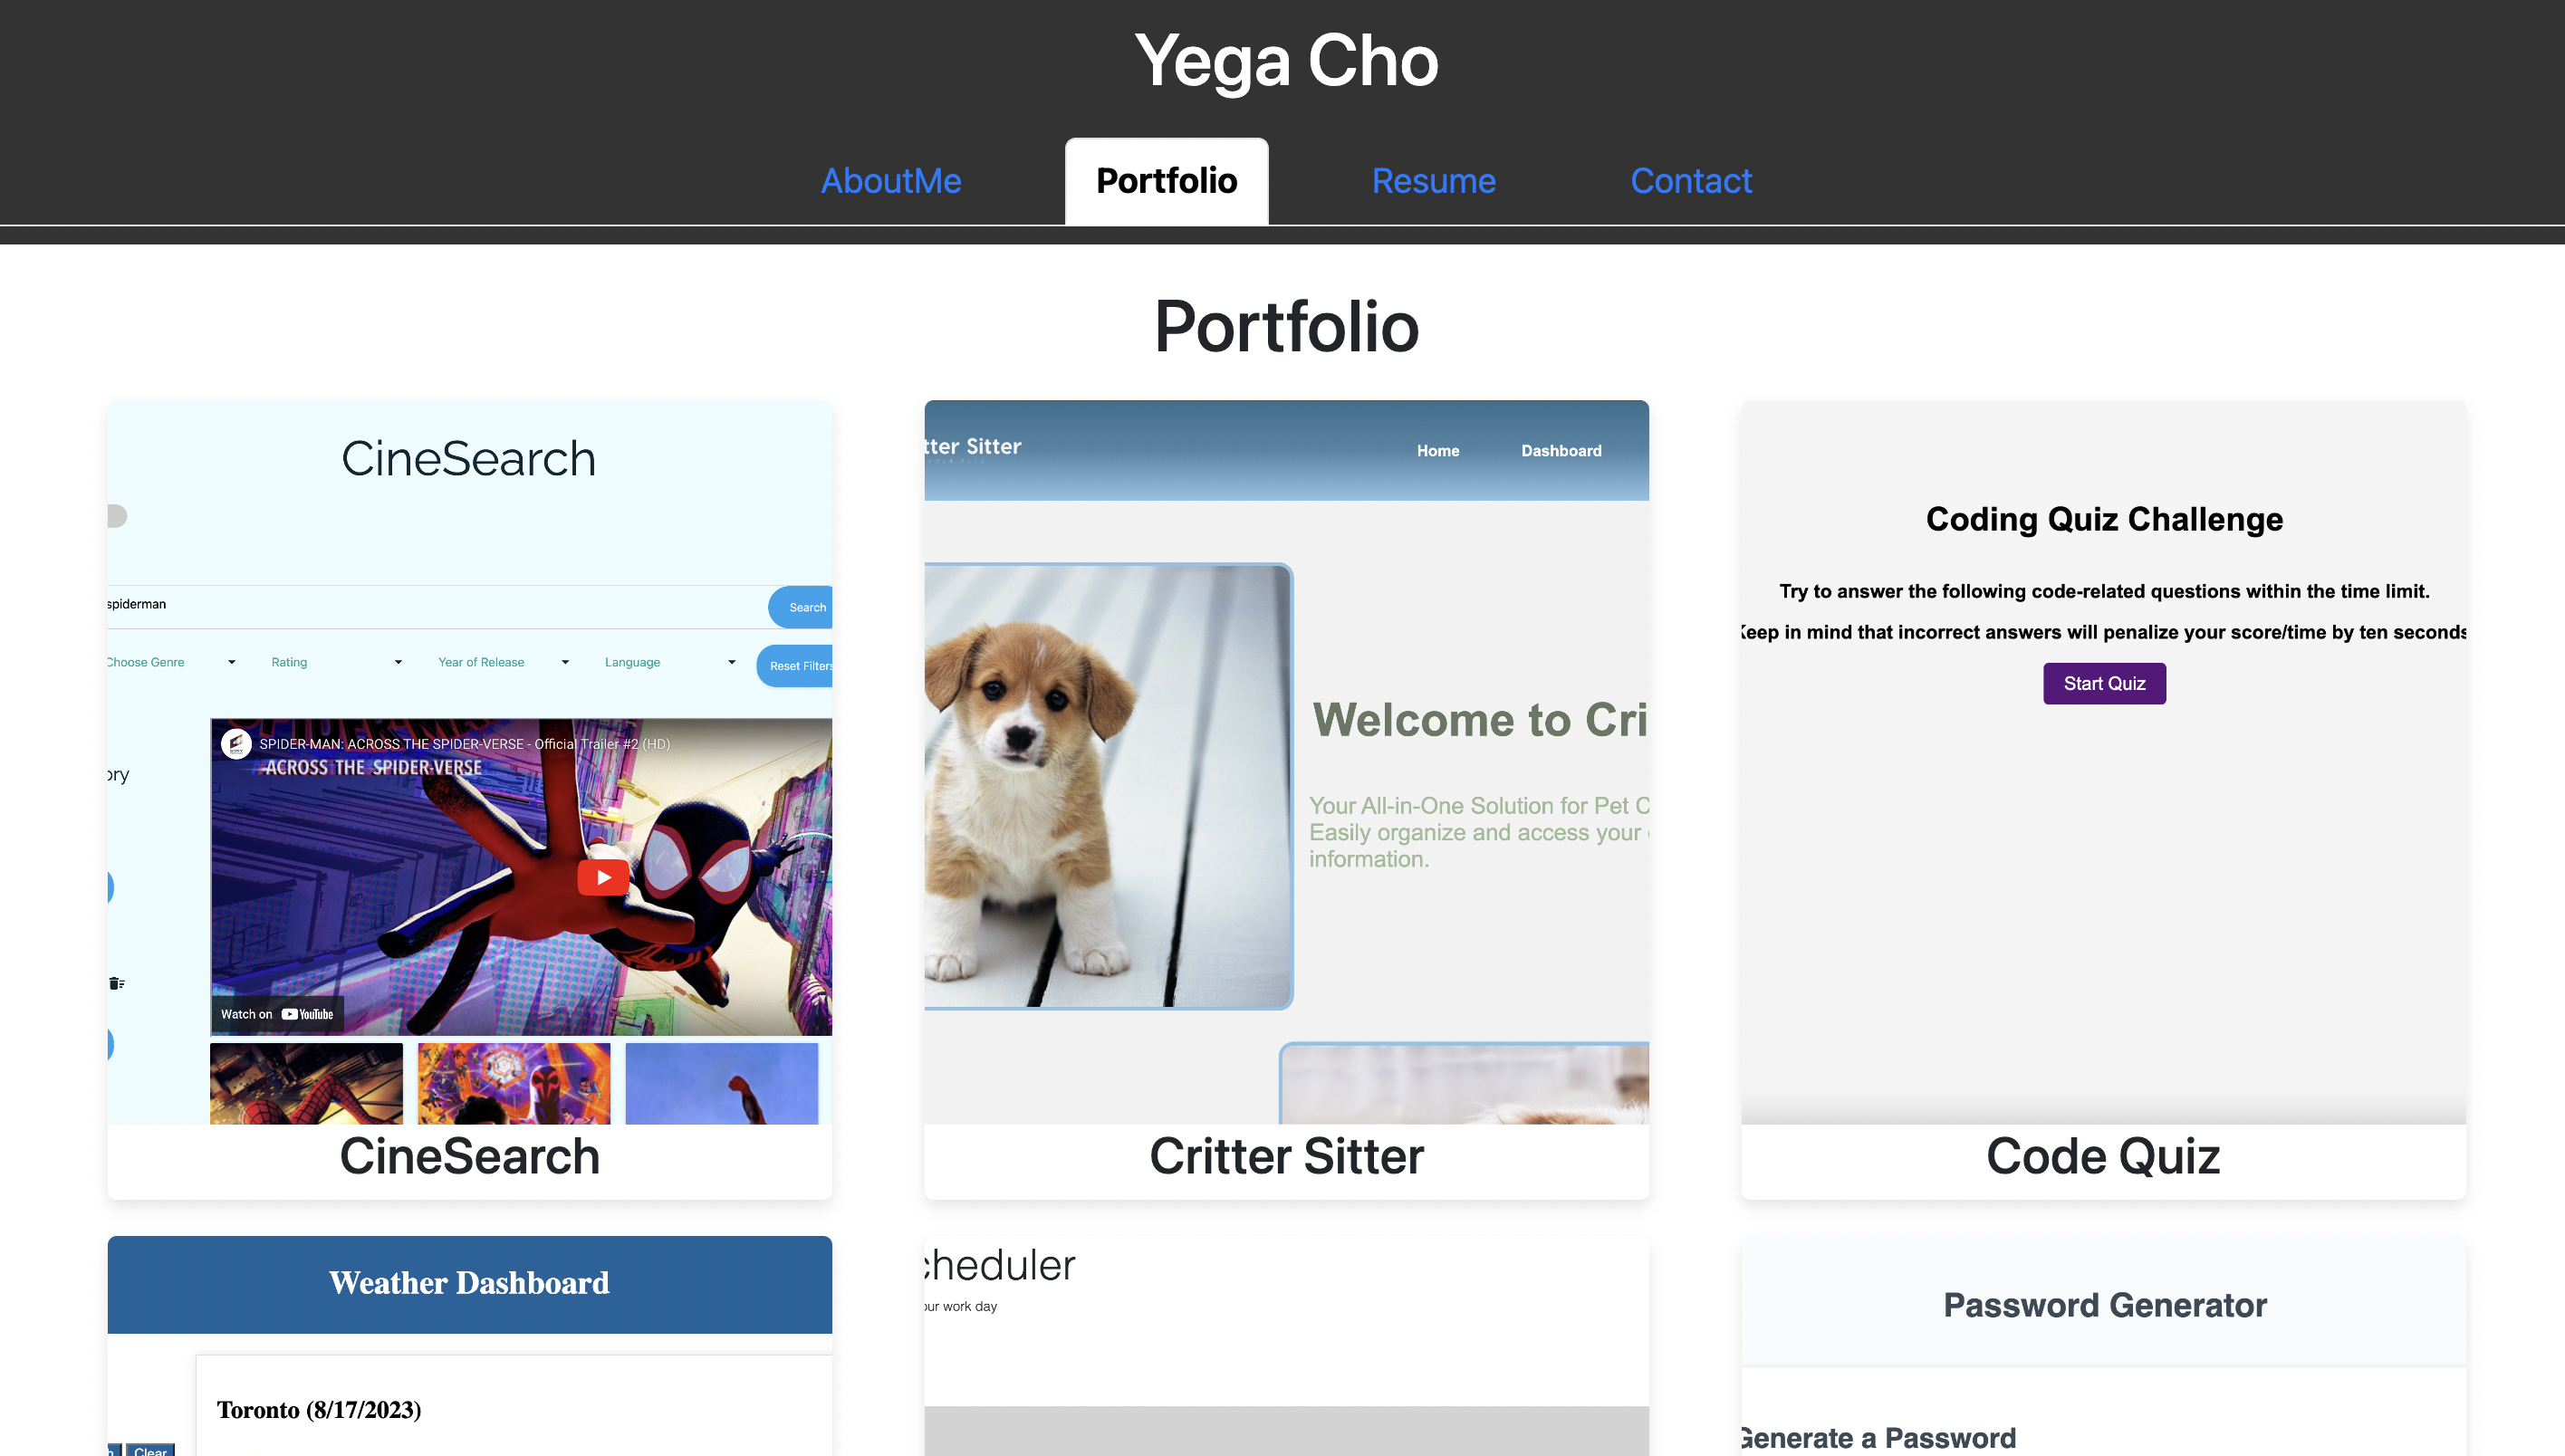 Yega Cho
AboutMe
Portfolio
Resume
Contact
Portfolio
CineSearch
spiderman
Search
Choose Genre
Rating
Year of Release
Language
Reset Filters
ory
SPIDER-MAN: ACROSS THE SPIDER-VERSE - Official Trailer #2 (HD)
ACROSS THE SPIDER-VERSE
Watch on YouTube
CineSearch
tter Sitter
Home
Dashboard
Welcome to Cri
Your All-in-One Solution for Pet C
Easily organize and access your
information.
Critter Sitter
Coding Quiz Challenge
Try to answer the following code-related questions within the time limit.
Keep in mind that incorrect answers will penalize your score/time by ten seconds
Start Quiz
Code Quiz
Weather Dashboard
Toronto (8/17/2023)
Clear
cheduler
our work day
Password Generator
Generate a Password